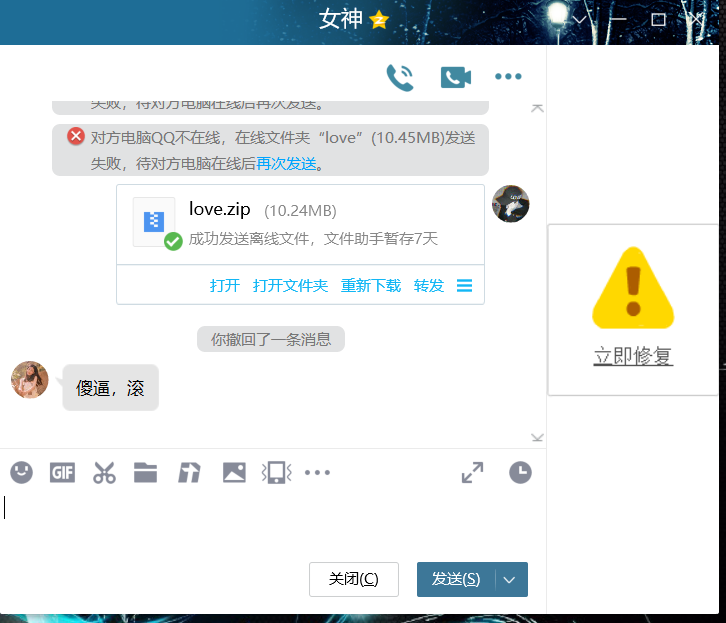 女神
失败，待对方电脑在线后再次发送。
对方电脑QQ不在线，在线文件夹“love”(10.45MB)发送
失败，待对方电脑在线后再次发送。
love.zip (10.24MB)
成功发送离线文件，文件助手暂存7天
打开 打开文件夹 重新下载 转发
你撤回了一条消息
傻逼，滚
立即修复
GIF
关闭(C) 发送(S)